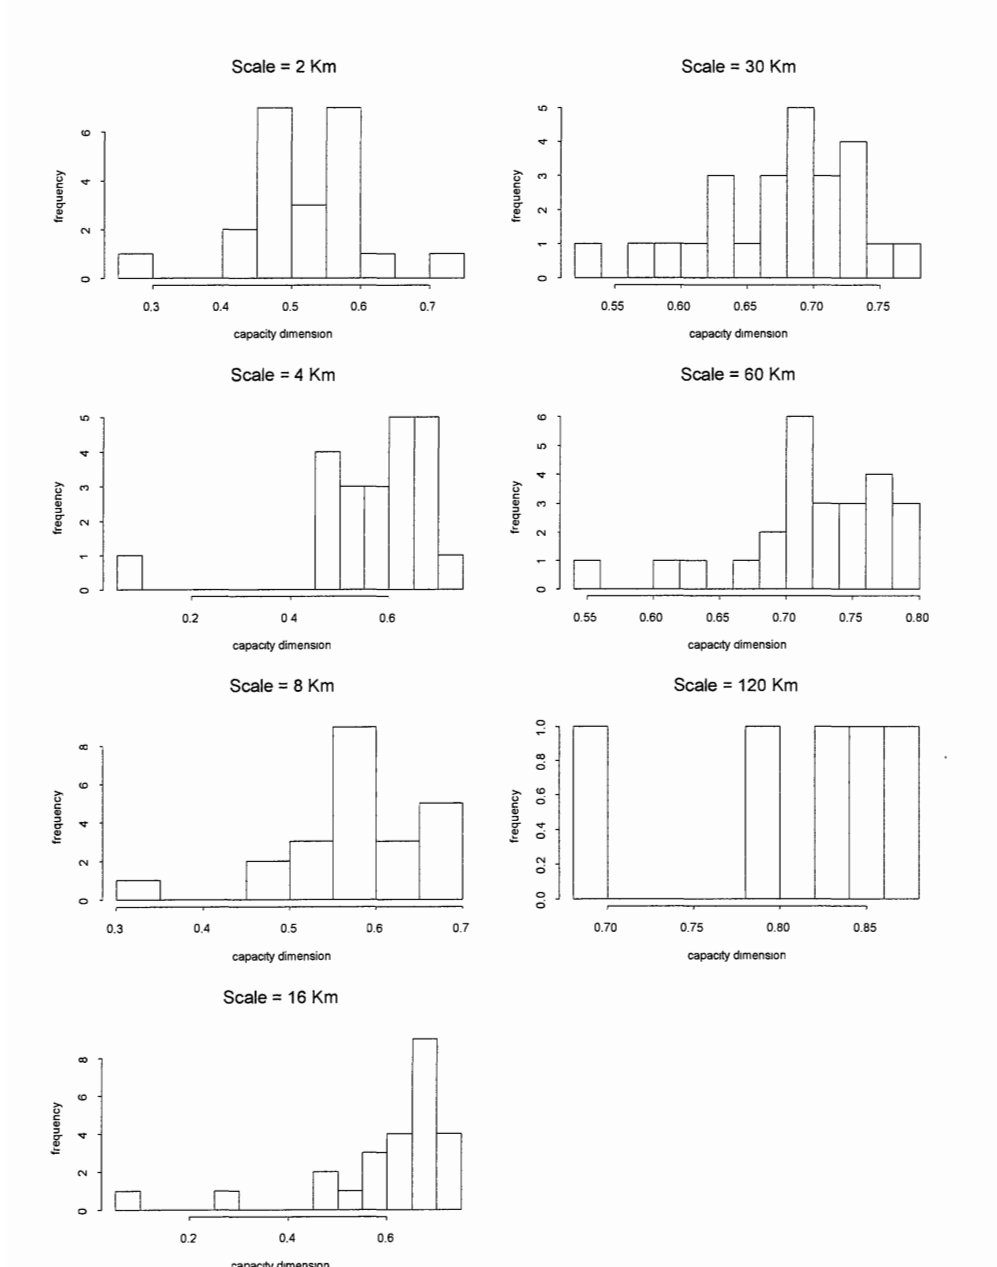 Scale = 2 Km
frequency
6
4
2
0
0.3 0.4 0.5 0.6 0.7
capacity dimension
Scale = 30 Km
frequency
5
4
3
2
1
0
0.55 0.60 0.65 0.70 0.75
capacity dimension
Scale = 4 Km
frequency
5
4
3
2
1
0
0.2 0 4 0.6
capacity dimension
Scale = 60 Km
frequency
6
5
4
3
2
1
0
0.55 0.60 0.65 0.70 0.75 0.80
capacity dimension
Scale = 8 Km
frequency
8
6
4
2
0
0.3 0.4 0.5 0.6 0.7
capacity dimension
Scale = 120 Km
frequency
1.0
0.8
0.6
0.4
0.2
0.0
0.70 0.75 0.80 0.85
capacity dimension
Scale = 16 Km
frequency
8
6
4
2
0
0.2 0.4 0.6
capacity dimension